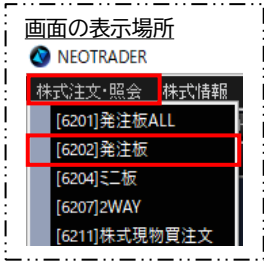 画面の表示場所
NEOTRADER
株式注文・照会 株式情報
[6201]発注板ALL
[6202]発注板
[6204]ミニ板
[6207]2WAY
[6211]株式現物買注文